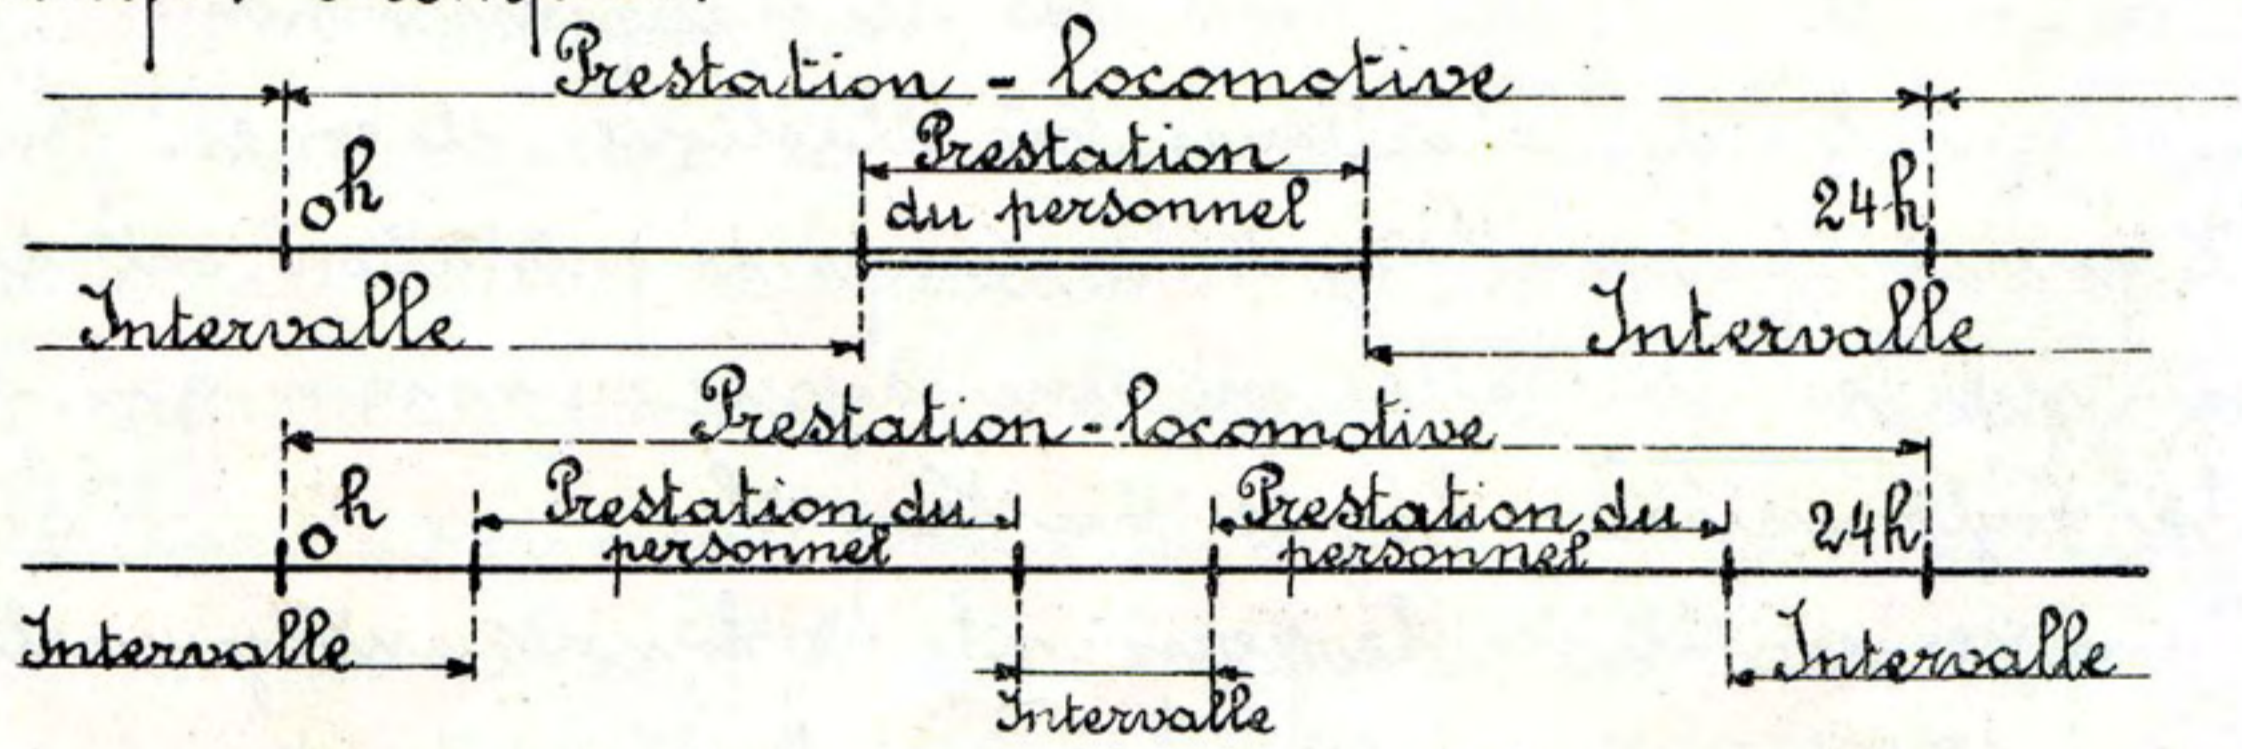 Prestation - locomotive
Prestation
du personnel
0h
24h
Intervalle
Intervalle
Prestation - locomotive
Prestation du
personnel
Prestation du
personnel
0h
24h
Intervalle
Intervalle
Intervalle